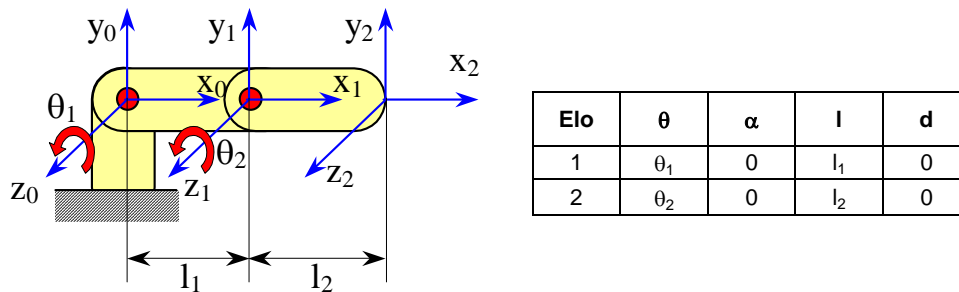 y₀ y₁ y₂
x₀ x₁ x₂
θ₁ θ₂
z₀ z₁ z₂
l₁ l₂
Elo θ α l d
1 θ₁ 0 l₁ 0
2 θ₂ 0 l₂ 0